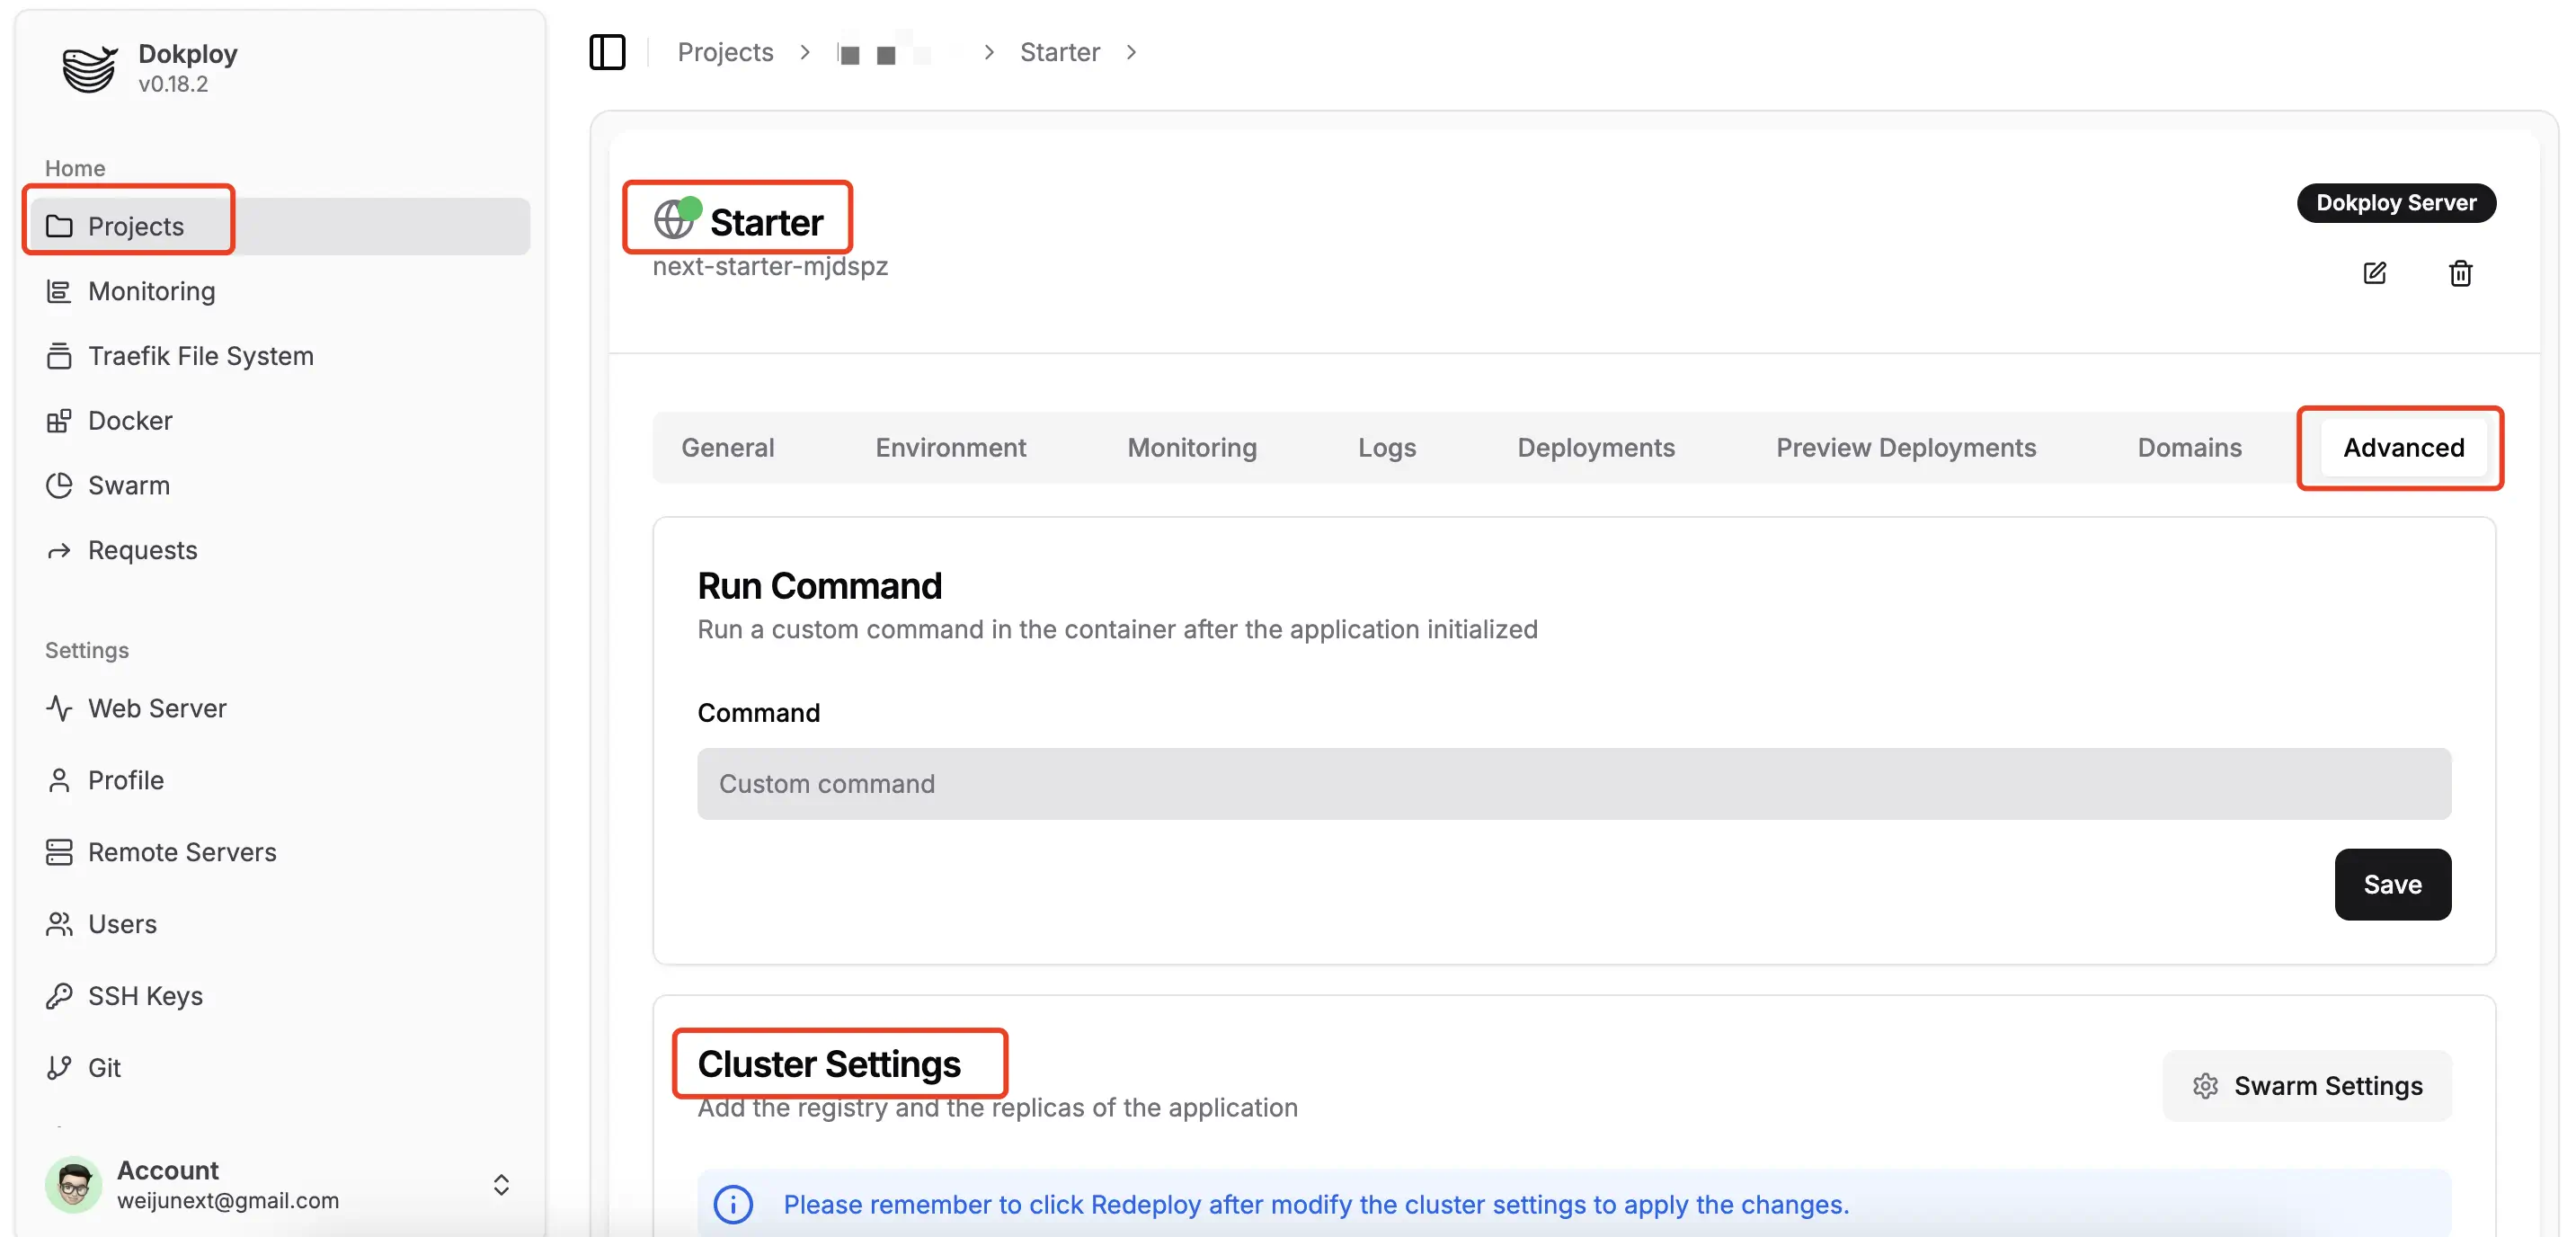 Dokploy
v0.18.2
Home
Projects
Monitoring
Traefik File System
Docker
Swarm
Requests
Settings
Web Server
Profile
Remote Servers
Users
SSH Keys
Git
Account
weijunext@gmail.com
Projects > > Starter >
Starter
next-starter-mjdspz
Dokploy Server
General Environment Monitoring Logs Deployments Preview Deployments Domains Advanced
Run Command
Run a custom command in the container after the application initialized
Command
Custom command
Save
Cluster Settings
Add the registry and the replicas of the application
Swarm Settings
Please remember to click Redeploy after modify the cluster settings to apply the changes.